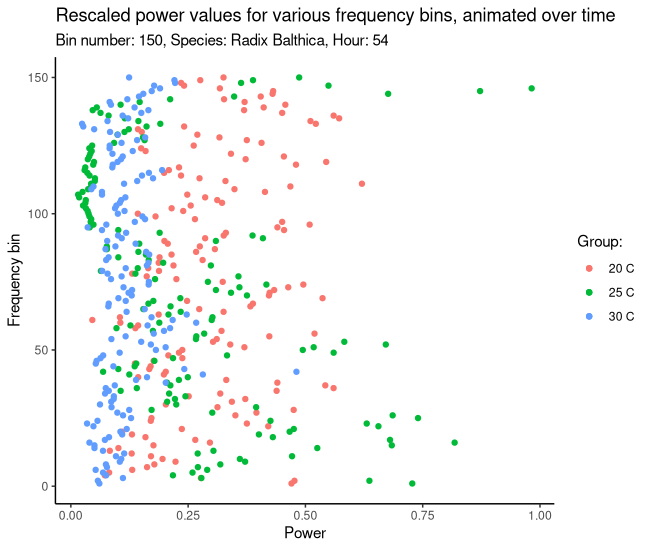 Rescaled power values for various frequency bins, animated over time
Bin number: 150, Species: Radix Balthica, Hour: 54
150
100
50
0
Frequency bin
0.00 0.25 0.50 0.75 1.00
Power
Group:
20 C
25 C
30 C